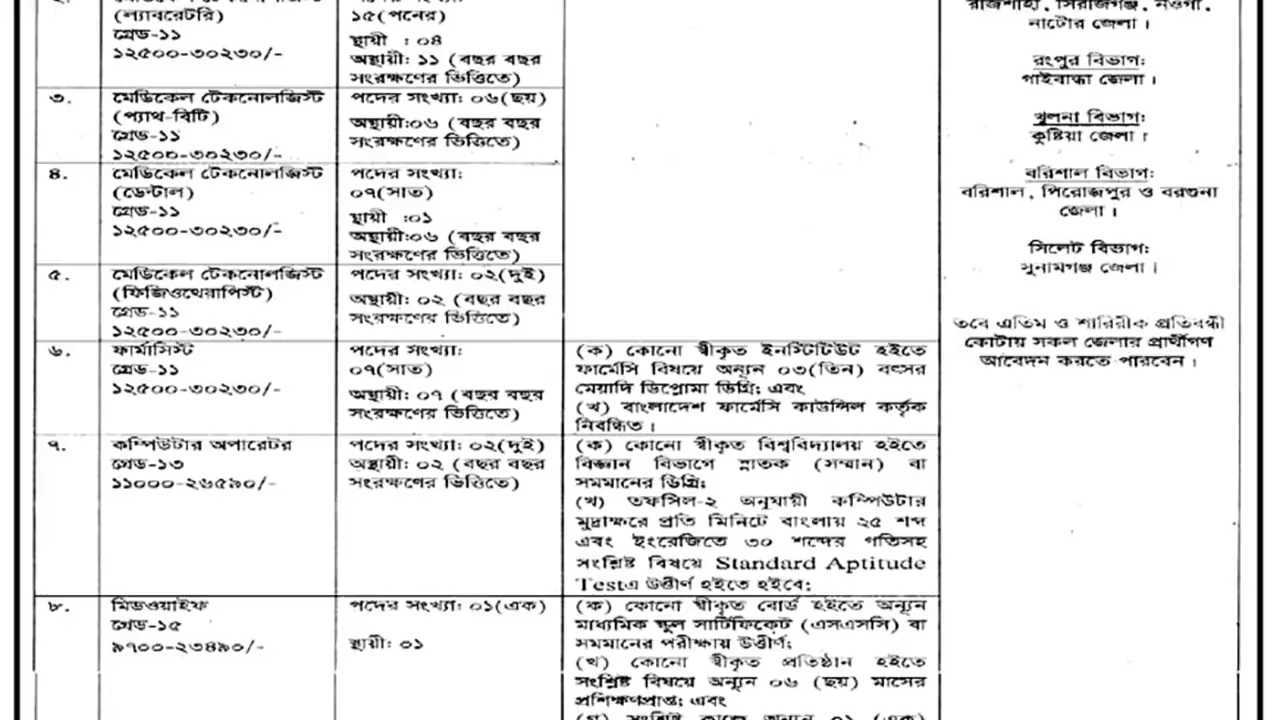 ২. মেডিকেল টেকনোলজিস্ট
(ল্যাবরেটরি)
গ্রেড-১১
১২৫০০-৩০২৩০/-
১৫(পনের)
স্থায়ী : ০৪
অস্থায়ী: ১১ (বছর বছর
সংরক্ষণের ভিত্তিতে)
৩. মেডিকেল টেকনোলজিস্ট
(প্যাথ-বিটি)
গ্রেড-১১
১২৫০০-৩০২৩০/-
পদের সংখ্যা: ০৬(ছয়)
অস্থায়ী:০৬ (বছর বছর
সংরক্ষণের ভিত্তিতে)
৪. মেডিকেল টেকনোলজিস্ট
(ডেন্টাল)
গ্রেড-১১
১২৫০০-৩০২৩০/-
পদের সংখ্যা:
০৭(সাত)
স্থায়ী :০১
অস্থায়ী:০৬ (বছর বছর
সংরক্ষণের ভিত্তিতে)
৫. মেডিকেল টেকনোলজিস্ট
(ফিজিওথেরাপিস্ট)
গ্রেড-১১
১২৫০০-৩০২৩০/-
পদের সংখ্যা: ০২(দুই)
অস্থায়ী: ০২ (বছর বছর
সংরক্ষণের ভিত্তিতে)
৬. ফার্মাসিস্ট
গ্রেড-১১
১২৫০০-৩০২৩০/-
পদের সংখ্যা:
০৭(সাত)
অস্থায়ী: ০৭ (বছর বছর
সংরক্ষণের ভিত্তিতে)
(ক) কোনো স্বীকৃত ইনস্টিটিউট হইতে
ফার্মেসি বিষয়ে অন্যূন ০৩(তিন) বৎসর
মেয়াদি ডিপ্লোমা ডিগ্রি; এবং
(খ) বাংলাদেশ ফার্মেসি কাউন্সিল কর্তৃক
নিবন্ধিত।
৭. কম্পিউটার অপারেটর
গ্রেড-১৩
১১০০০-২৬৫৯০/-
পদের সংখ্যা: ০২(দুই)
অস্থায়ী: ০২ (বছর বছর
সংরক্ষণের ভিত্তিতে)
(ক) কোনো স্বীকৃত বিশ্ববিদ্যালয় হইতে
বিজ্ঞান বিভাগে স্নাতক (সম্মান) বা
সমমানের ডিগ্রি;
(খ) তফসিল-২ অনুযায়ী কম্পিউটার
মুদ্রাক্ষরে প্রতি মিনিটে বাংলায় ২৫ শব্দ
এবং ইংরেজিতে ৩০ শব্দের গতিসহ
সংশ্লিষ্ট বিষয়ে Standard Aptitude
Testএ উত্তীর্ণ হইতে হইবে;
৮. মিডওয়াইফ
গ্রেড-১৫
৯৭০০-২৩৪৯০/-
পদের সংখ্যা: ০১(এক)
স্থায়ী: ০১
(ক) কোনো স্বীকৃত বোর্ড হইতে অন্যূন
মাধ্যমিক স্কুল সার্টিফিকেট (এসএসসি) বা
সমমানের পরীক্ষায় উত্তীর্ণ;
(খ) কোনো স্বীকৃত প্রতিষ্ঠান হইতে
সংশ্লিষ্ট বিষয়ে অন্যূন ০৬ (ছয়) মাসের
প্রশিক্ষণপ্রাপ্ত; এবং
(গ) সংশ্লিষ্ট কাজে অন্যূন ০১ (এক)
রাজশাহী, সিরাজগঞ্জ, নওগাঁ,
নাটোর জেলা।
রংপুর বিভাগ:
গাইবান্ধা জেলা।
খুলনা বিভাগ:
কুষ্টিয়া জেলা।
বরিশাল বিভাগ:
বরিশাল, পিরোজপুর ও বরগুনা
জেলা।
সিলেট বিভাগ:
সুনামগঞ্জ জেলা।
তবে এতিম ও শারিরীক প্রতিবন্ধী
কোটায় সকল জেলার প্রার্থীগণ
আবেদন করতে পারবেন।